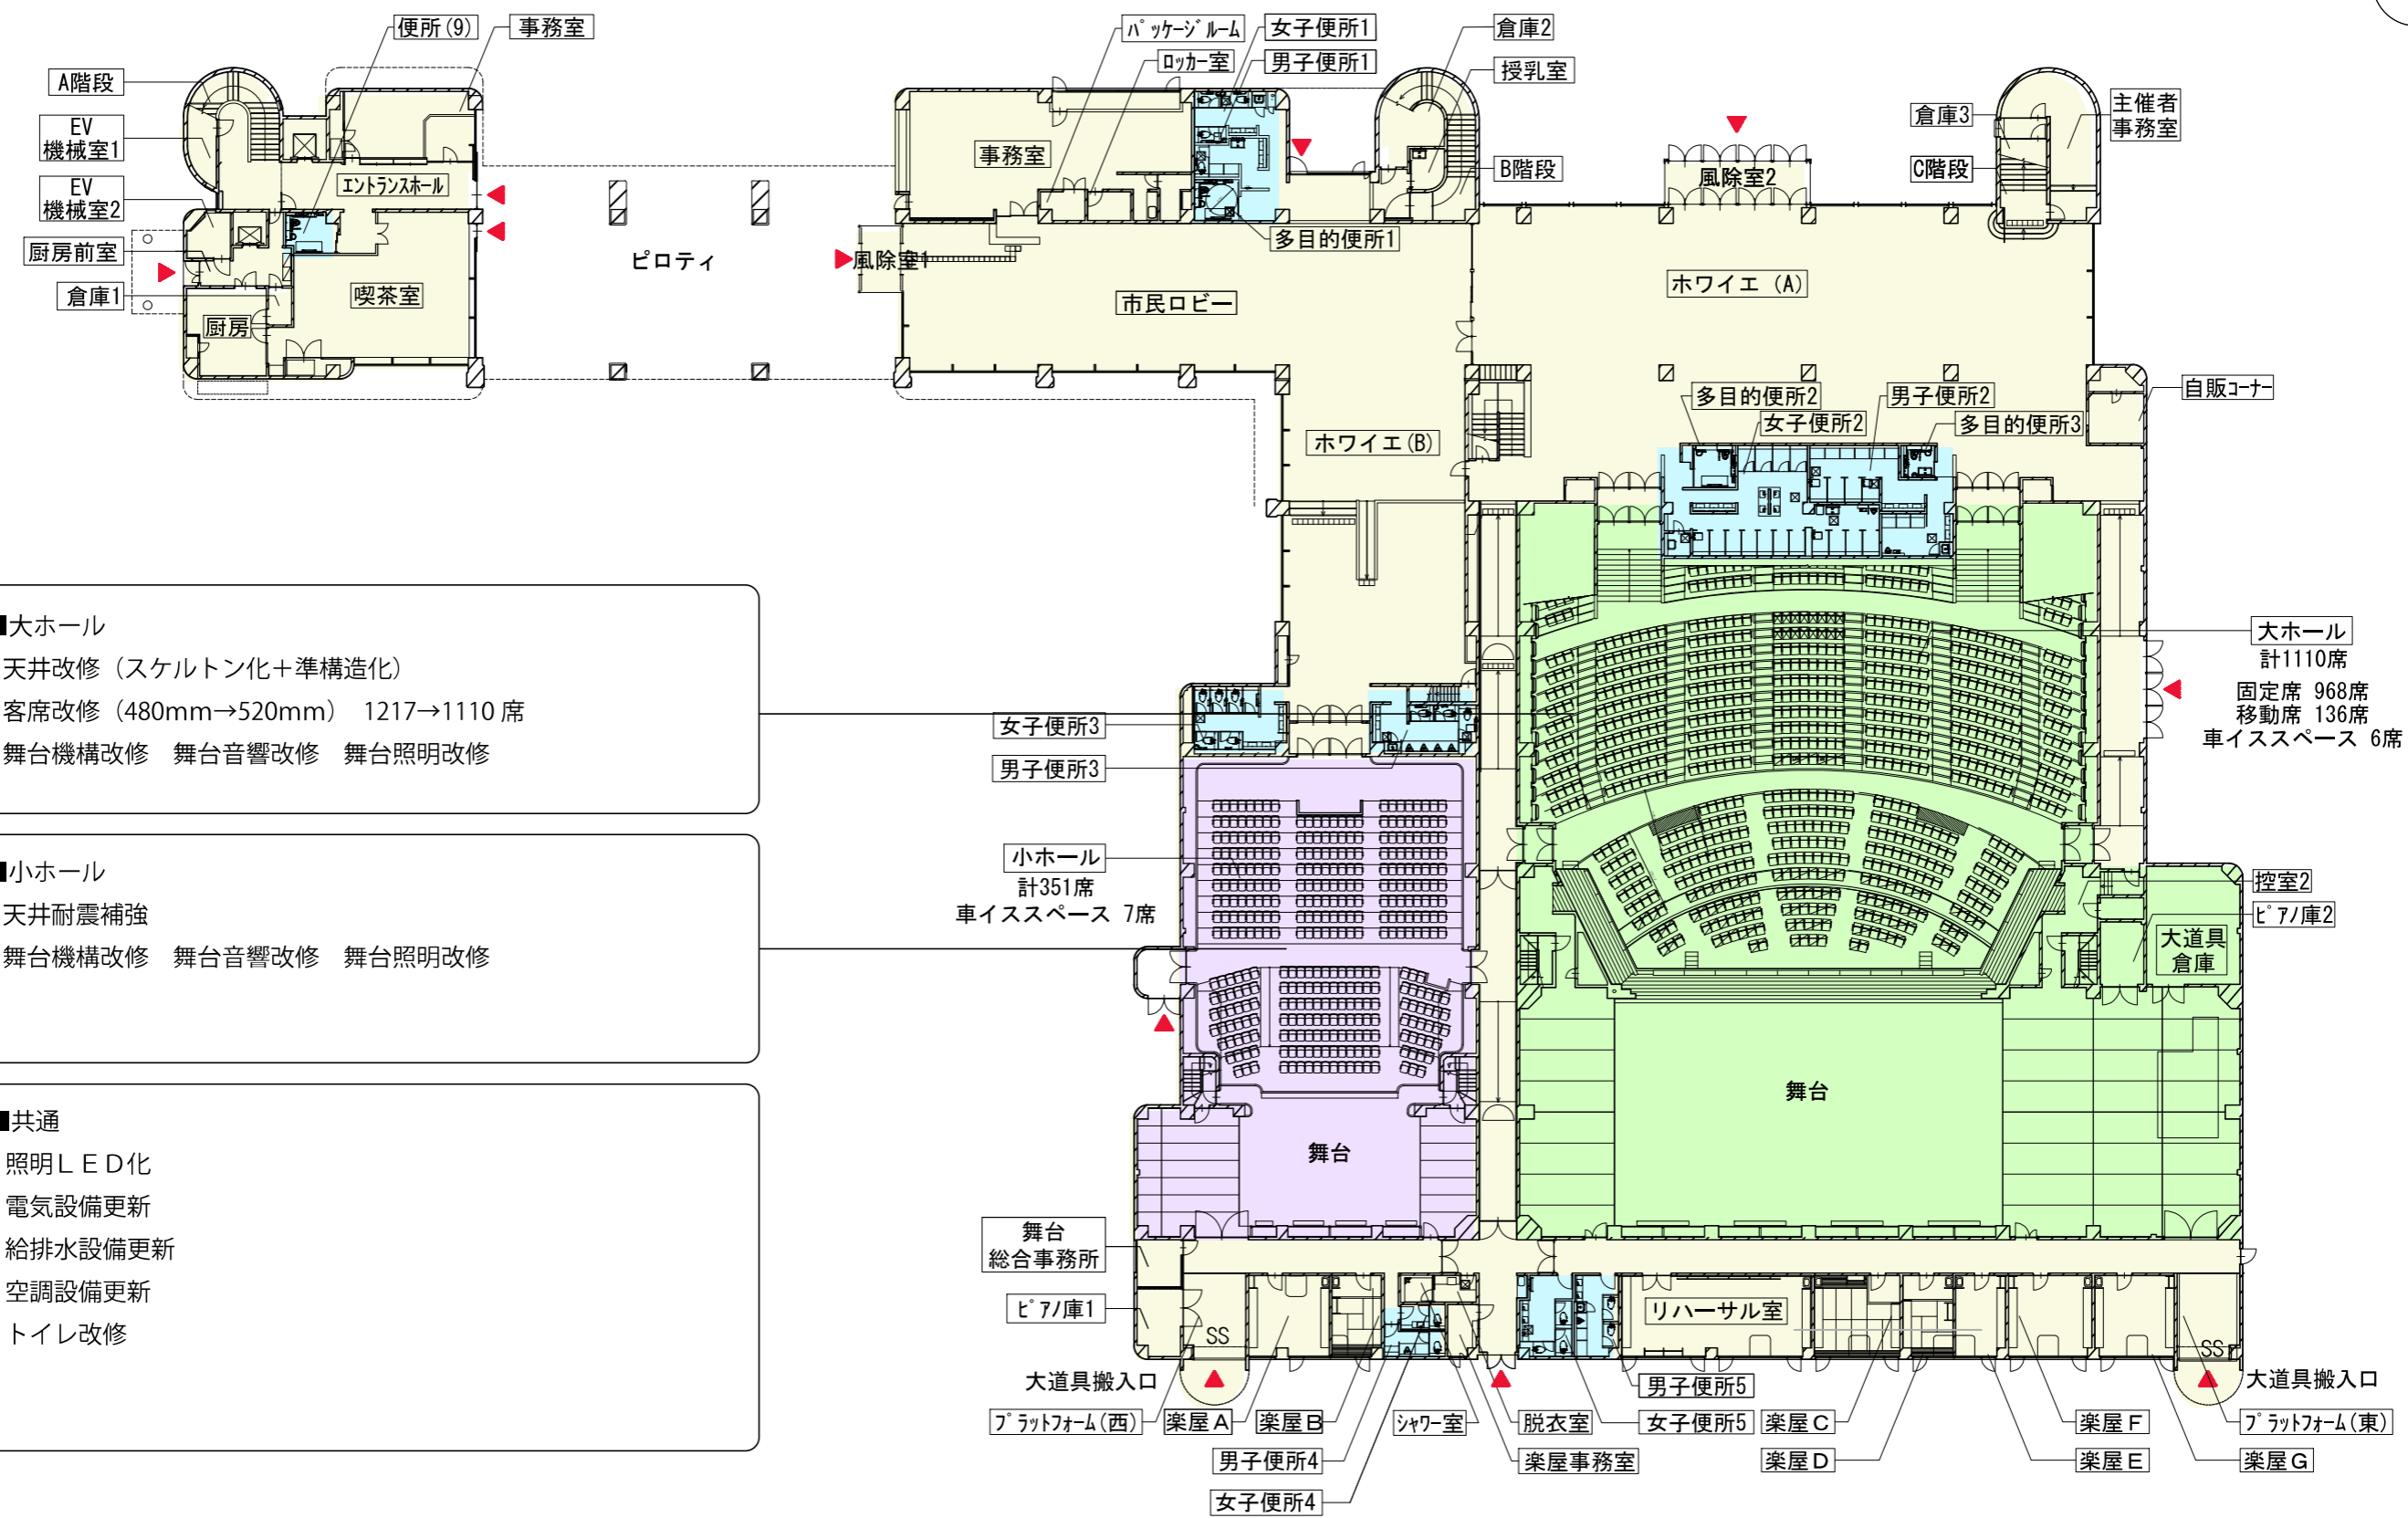 便所(9)
事務室
A階段
EV
機械室1
EV
機械室2
厨房前室
倉庫1
エントランスホール
喫茶室
厨房
ピロティ
パッケージルーム
ロッカー室
女子便所1
男子便所1
倉庫2
授乳室
事務室
B階段
多目的便所1
風除室1
市民ロビー
風除室2
倉庫3
主催者
事務室
C階段
ホワイエ (A)
ホワイエ(B)
多目的便所2
男子便所2
女子便所2
多目的便所3
自販コーナー
■大ホール
天井改修（スケルトン化＋準構造化）
客席改修（480mm→520mm）　1217→1110 席
舞台機構改修　舞台音響改修　舞台照明改修
■小ホール
天井耐震補強
舞台機構改修　舞台音響改修　舞台照明改修
■共通
照明ＬＥＤ化
電気設備更新
給排水設備更新
空調設備更新
トイレ改修
女子便所3
男子便所3
小ホール
計351席
車イススペース 7席
大ホール
計1110席
固定席 968席
移動席 136席
車イススペース 6席
控室2
ピアノ庫2
大道具
倉庫
舞台
舞台
舞台
総合事務所
ピアノ庫1
SS
リハーサル室
SS
大道具搬入口
大道具搬入口
プラットフォーム(西)
楽屋Ａ
楽屋Ｂ
シャワー室
脱衣室
男子便所5
女子便所5
楽屋Ｃ
楽屋Ｆ
プラットフォーム(東)
男子便所4
楽屋事務室
楽屋Ｄ
楽屋Ｅ
楽屋Ｇ
女子便所4